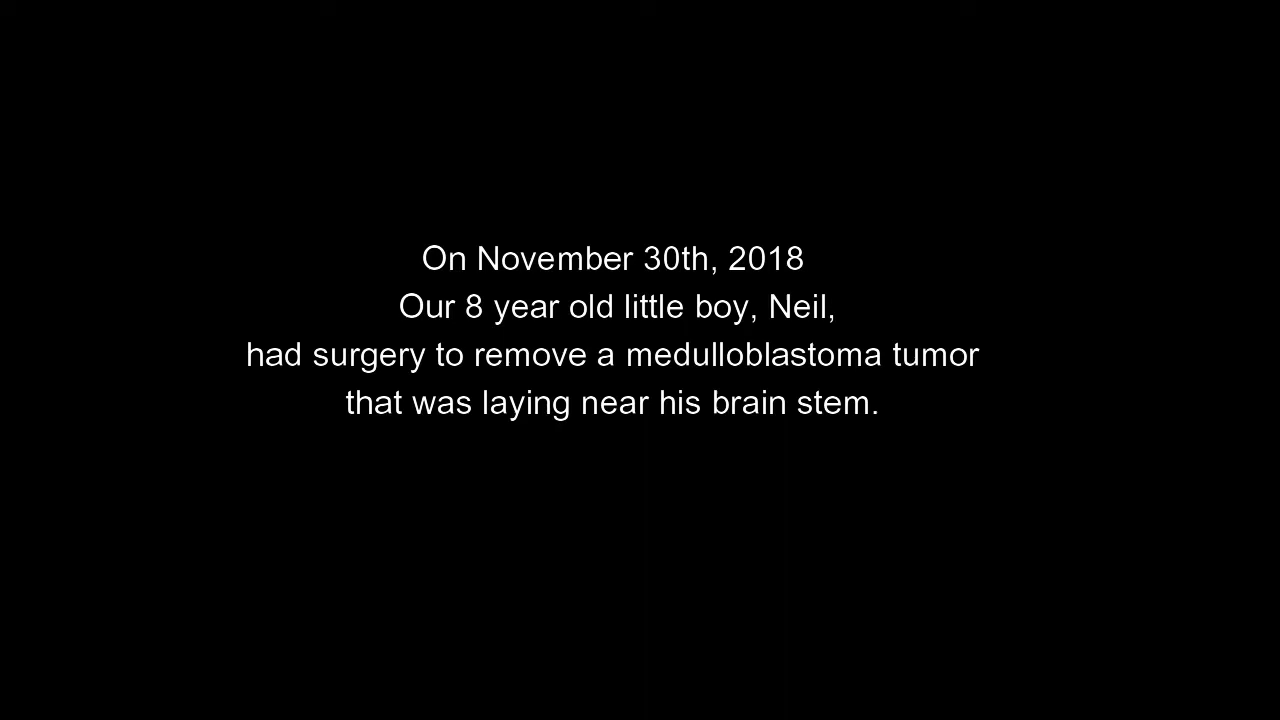 On November 30th, 2018
Our 8 year old little boy, Neil,
had surgery to remove a medulloblastoma tumor
that was laying near his brain stem.